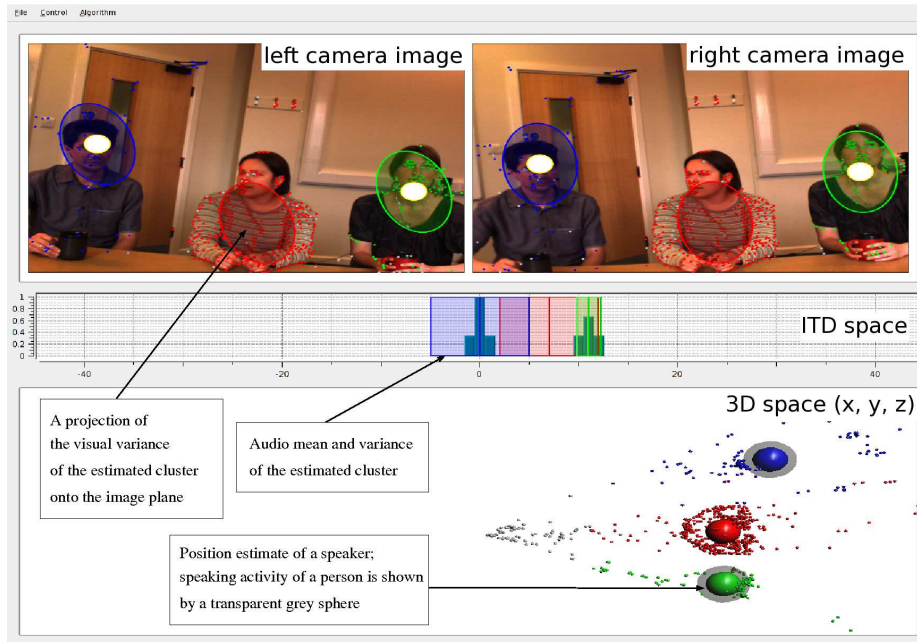 File Control Algorithm
left camera image
right camera image
1
0.8
0.6
0.4
0.2
0
ITD space
-40 -20 0 20 40
3D space (x, y, z)
A projection of
the visual variance
of the estimated cluster
onto the image plane
Audio mean and variance
of the estimated cluster
Position estimate of a speaker;
speaking activity of a person is shown
by a transparent grey sphere